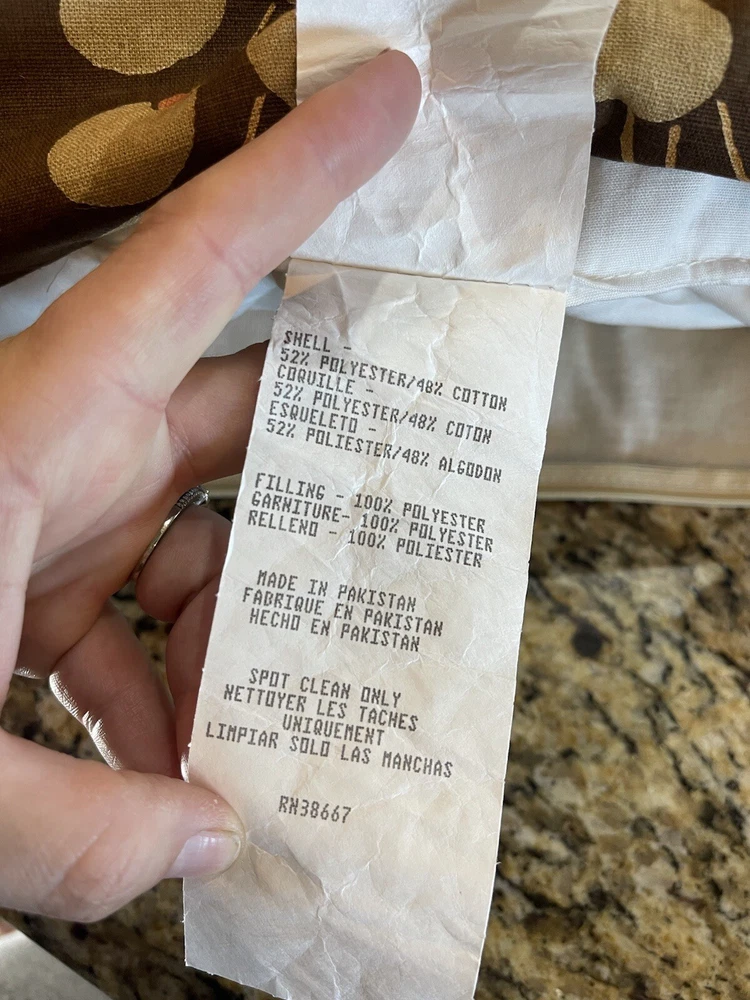 SHELL -
52% POLYESTER/48% COTTON
COQUILLE -
52% POLYESTER/48% COTON
ESQUELETO -
52% POLIESTER/48% ALGODON
FILLING - 100% POLYESTER
GARNITURE- 100% POLYESTER
RELLENO - 100% POLIESTER
MADE IN PAKISTAN
FABRIQUE EN PAKISTAN
HECHO EN PAKISTAN
SPOT CLEAN ONLY
NETTOYER LES TACHES
UNIQUEMENT
LIMPIAR SOLO LAS MANCHAS
RN38667